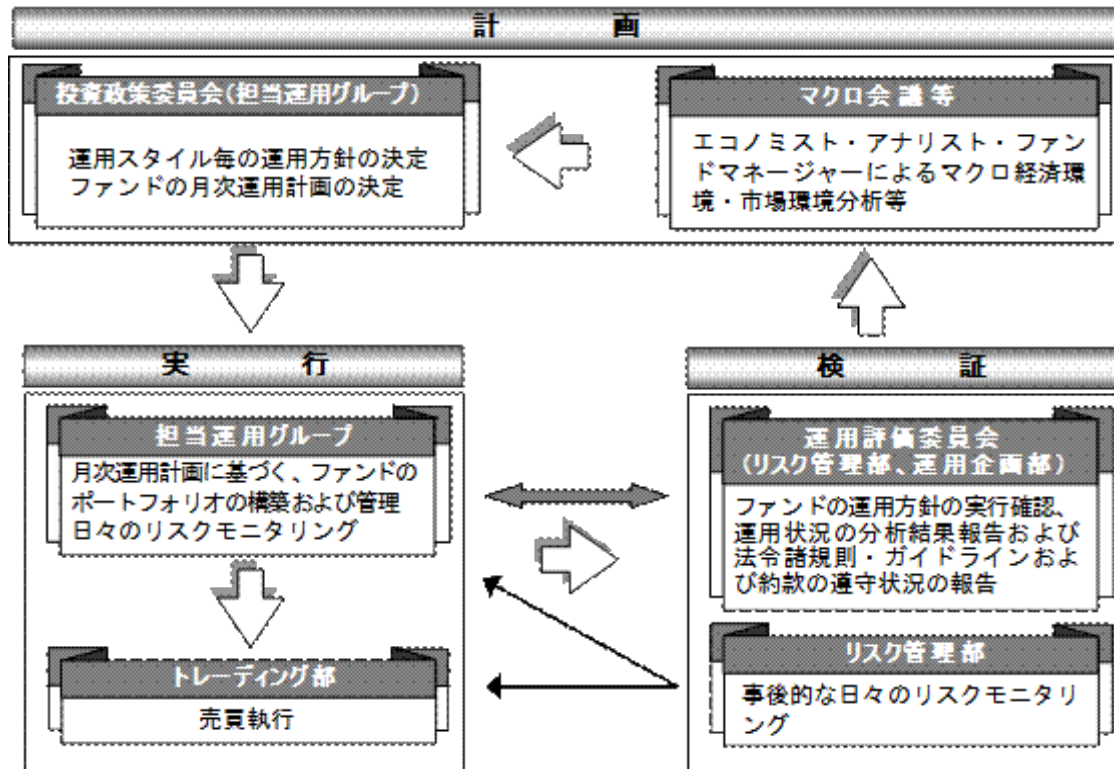 計画
投資政策委員会(担当運用グループ)
運用スタイル毎の運用方針の決定
ファンドの月次運用計画の決定
マクロ会議等
エコノミスト・アナリスト・ファン
ドマネージャーによるマクロ経済環
境・市場環境分析等
実行
担当運用グループ
月次運用計画に基づく、ファンドの
ポートフォリオの構築および管理
日々のリスクモニタリング
トレーディング部
売買執行
検証
運用評価委員会
(リスク管理部、運用企画部)
ファンドの運用方針の実行確認、
運用状況の分析結果報告および
法令諸規則・ガイドラインおよ
び約款の遵守状況の報告
リスク管理部
事後的な日々のリスクモニタリ
ング